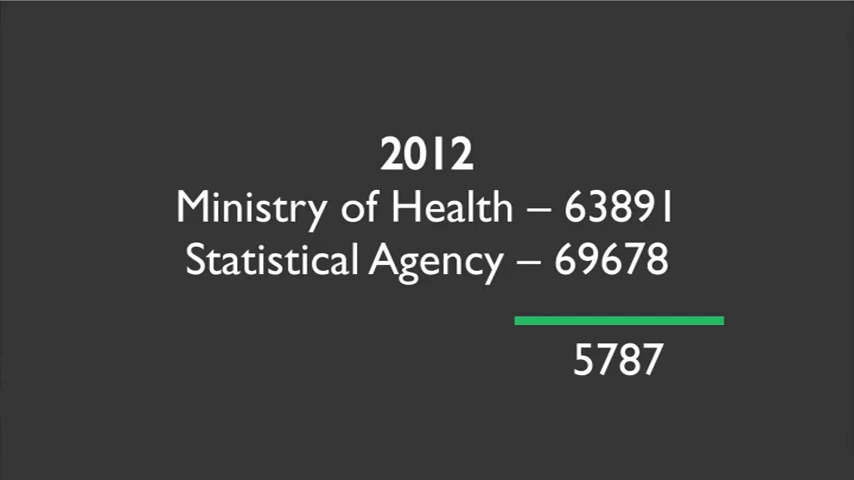 2012
Ministry of Health – 63891
Statistical Agency – 69678
5787